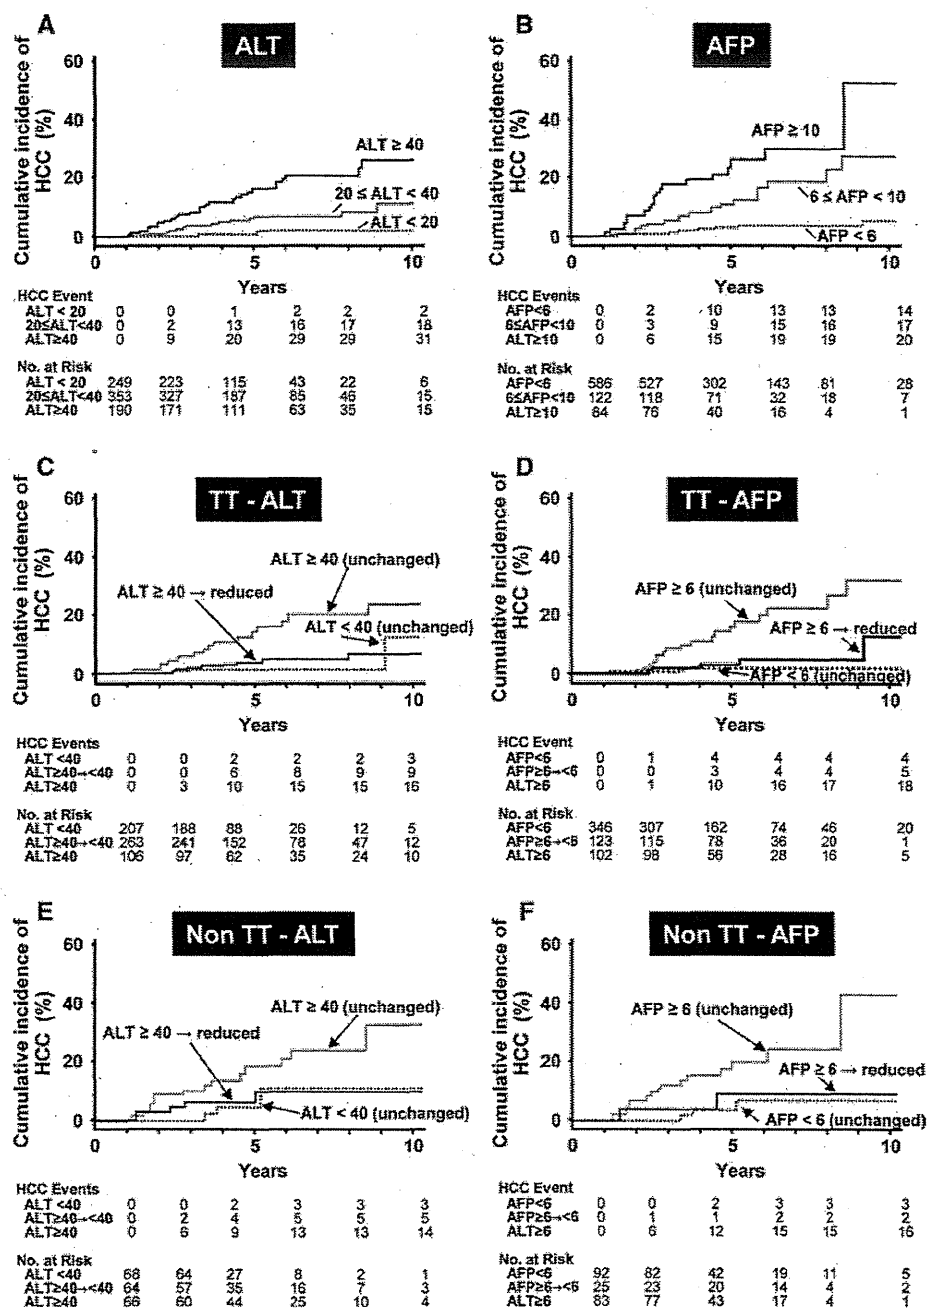 A
ALT
Cumulative incidence of
HCC (%)
60
40
20
0
ALT ≥ 40
20 ≤ ALT < 40
ALT < 20
0 5 10
Years
HCC Event
ALT < 20 0 0 1 2 2 2
20≤ALT<40 0 2 13 16 17 18
ALT≥40 0 9 20 29 29 31
No. at Risk
ALT < 20 249 223 115 43 22 6
20≤ALT<40 353 327 187 85 46 15
ALT≥40 190 171 111 63 35 15
B
AFP
Cumulative incidence of
HCC (%)
60
40
20
0
AFP ≥ 10
6 ≤ AFP < 10
AFP < 6
0 5 10
Years
HCC Events
AFP<6 0 2 10 13 13 14
6≤AFP<10 0 3 9 15 16 17
ALT≥10 0 6 15 19 19 20
No. at Risk
AFP<6 586 527 302 143 81 28
6≤AFP<10 122 118 71 32 18 7
ALT≥10 84 76 40 16 4 1
C
TT - ALT
Cumulative incidence of
HCC (%)
60
40
20
0
ALT ≥ 40 (unchanged)
ALT ≥ 40 → reduced
ALT < 40 (unchanged)
0 5 10
Years
HCC Events
ALT <40 0 0 2 2 2 3
ALT≥40→<40 0 0 6 8 9 9
ALT≥40 0 3 10 15 15 16
No. at Risk
ALT <40 207 188 88 26 12 5
ALT≥40→<40 263 241 152 78 47 12
ALT≥40 106 97 62 35 24 10
D
TT - AFP
Cumulative incidence of
HCC (%)
60
40
20
0
AFP ≥ 6 (unchanged)
AFP ≥ 6 → reduced
AFP < 6 (unchanged)
0 5 10
Years
HCC Event
AFP<6 0 1 4 4 4 4
AFP≥6→<6 0 0 3 4 4 5
ALT≥6 0 1 10 16 17 18
No. at Risk
AFP<6 346 307 162 74 46 20
AFP≥6→<6 123 115 78 36 20 1
ALT≥6 102 98 56 28 16 5
E
Non TT - ALT
Cumulative incidence of
HCC (%)
60
40
20
0
ALT ≥ 40 (unchanged)
ALT ≥ 40 → reduced
ALT < 40 (unchanged)
0 5 10
Years
HCC Events
ALT <40 0 0 2 3 3 3
ALT≥40→<40 0 2 4 5 5 5
ALT≥40 0 6 9 13 13 14
No. at Risk
ALT <40 68 64 27 8 2 1
ALT≥40→<40 64 57 35 16 7 3
ALT≥40 66 60 44 25 10 4
F
Non TT - AFP
Cumulative incidence of
HCC (%)
60
40
20
0
AFP ≥ 6 (unchanged)
AFP ≥ 6 → reduced
AFP < 6 (unchanged)
0 5 10
Years
HCC Event
AFP<6 0 0 2 3 3 3
AFP≥6→<6 0 1 1 2 2 2
ALT≥6 0 6 12 15 15 16
No. at Risk
AFP<6 92 82 42 19 11 5
AFP≥6→<6 25 23 20 14 4 2
ALT≥6 83 77 43 17 4 1